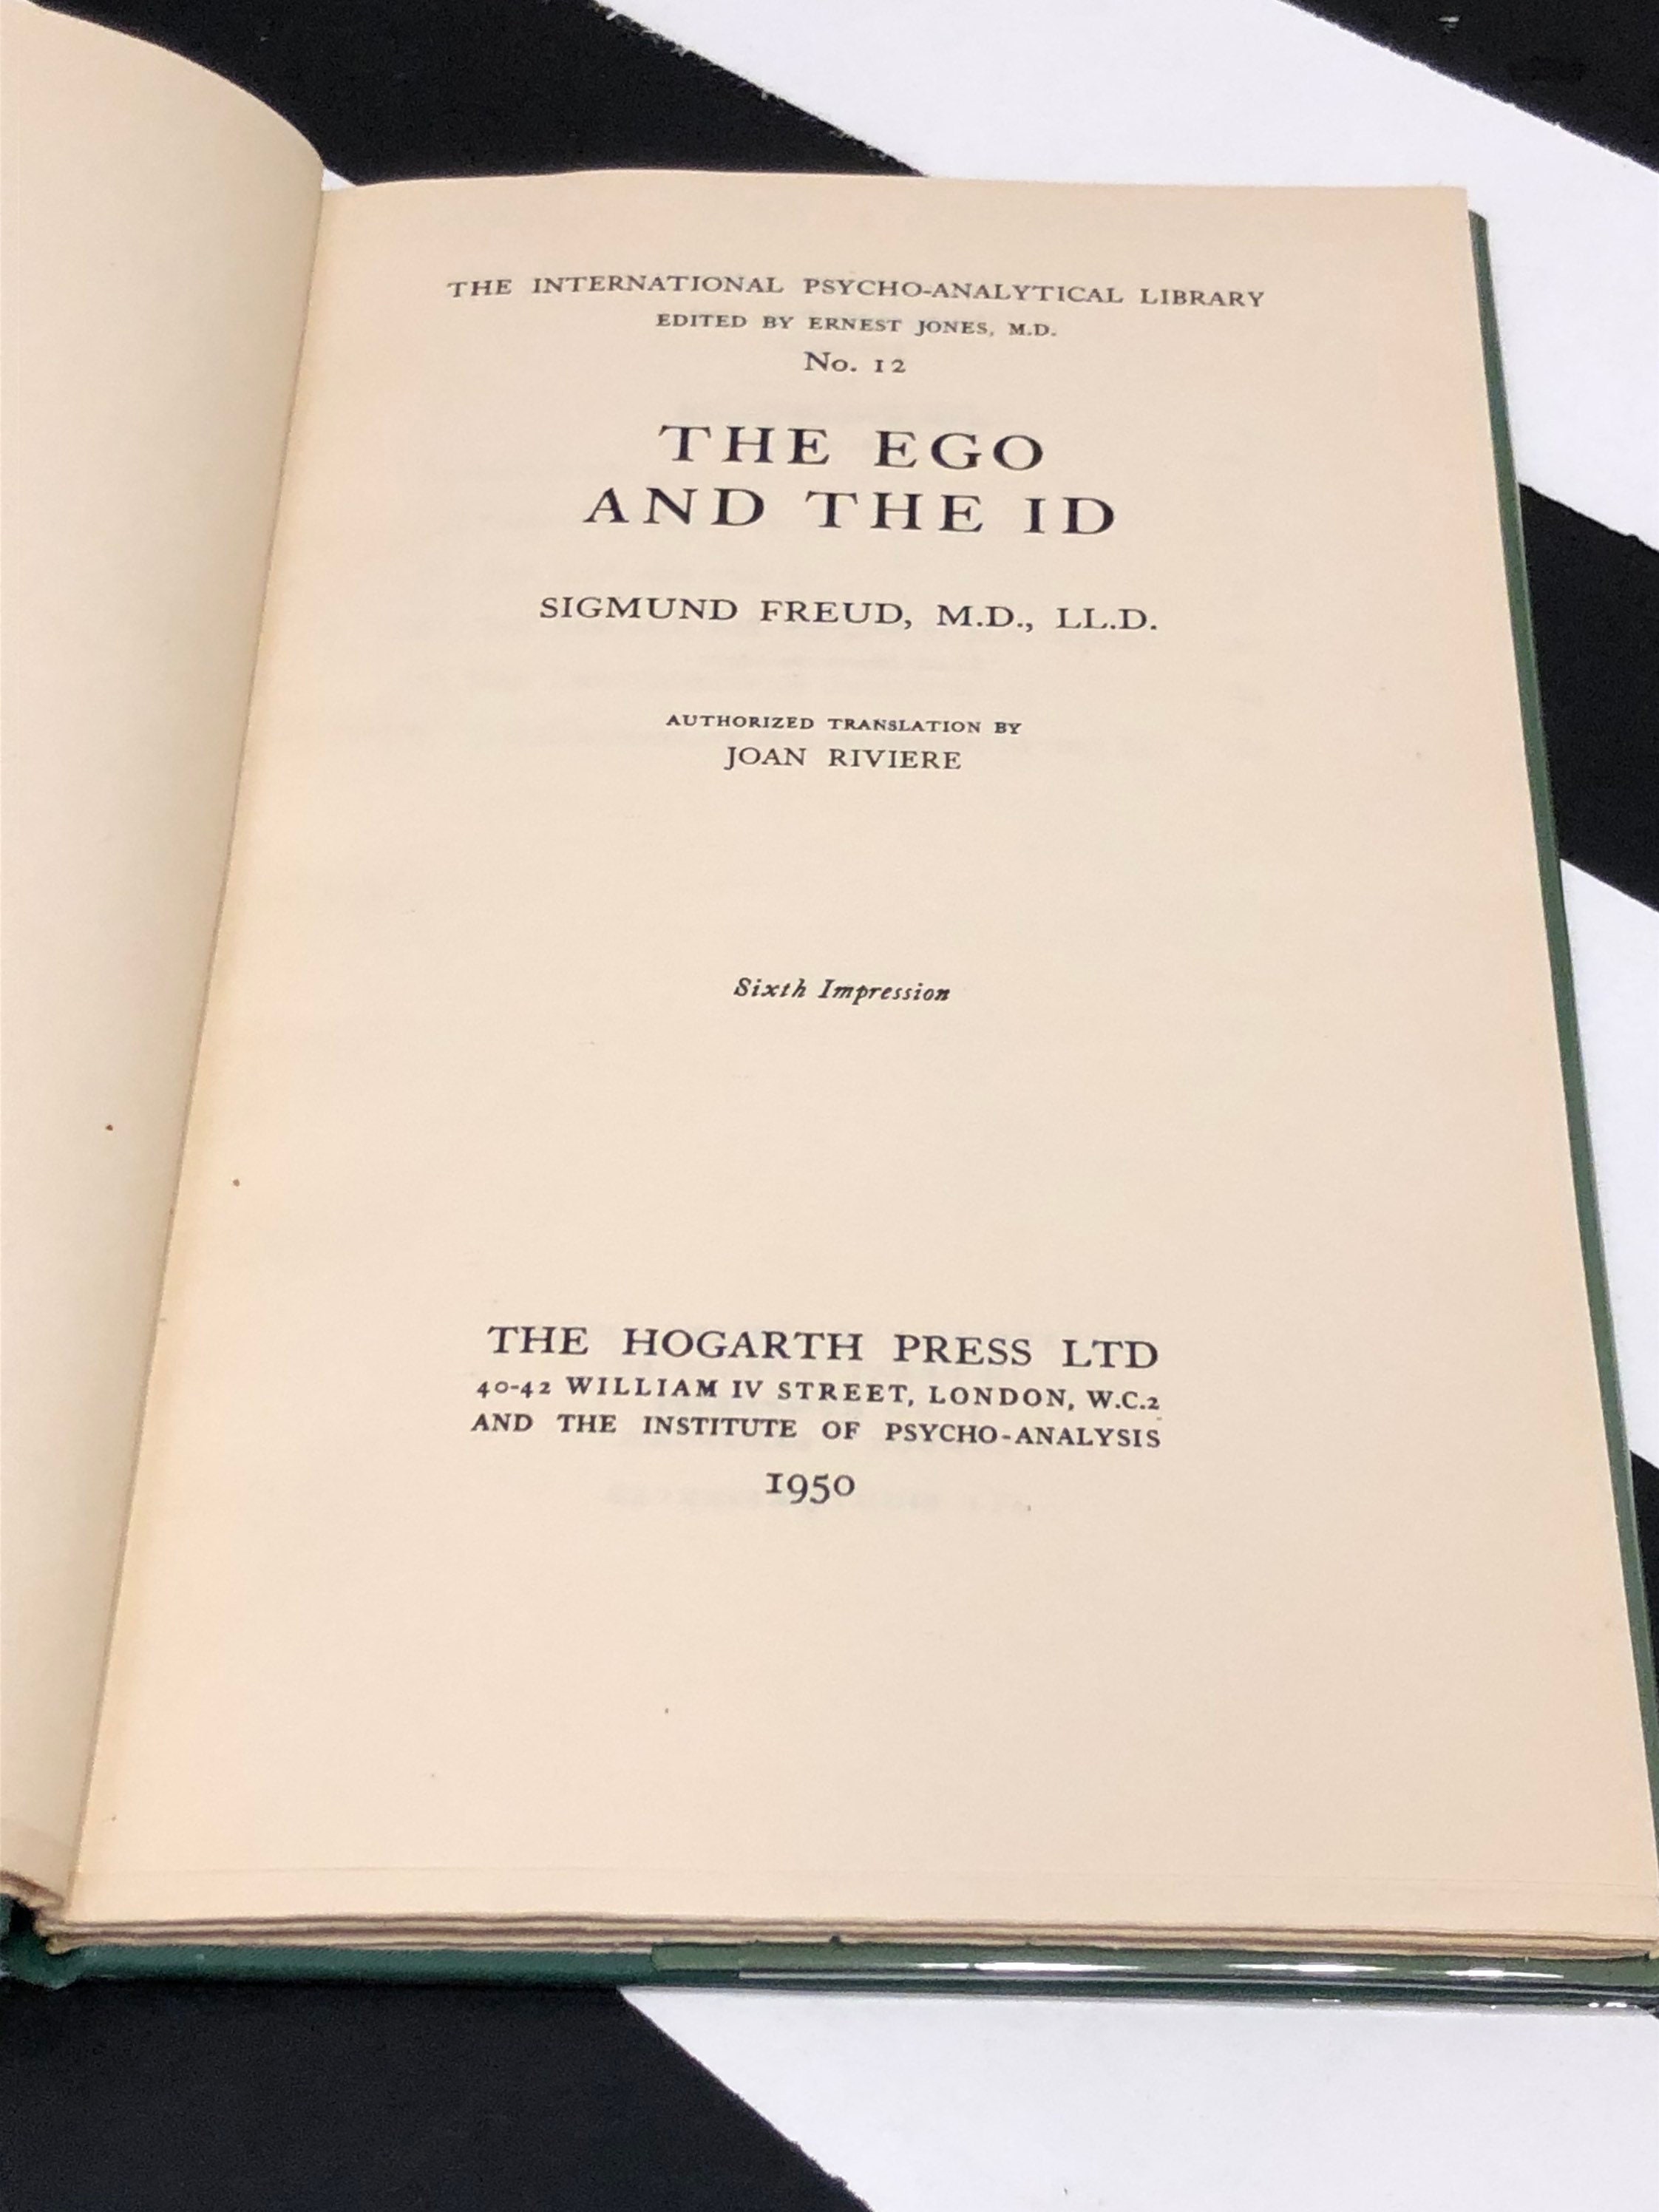 THE INTERNATIONAL PSYCHO-ANALYTICAL LIBRARY
EDITED BY ERNEST JONES, M.D.
No. 12
THE EGO
AND THE ID
SIGMUND FREUD, M.D., LL.D.
AUTHORIZED TRANSLATION BY
JOAN RIVIERE
Sixth Impression
THE HOGARTH PRESS LTD
40-42 WILLIAM IV STREET, LONDON, W.C.2
AND THE INSTITUTE OF PSYCHO-ANALYSIS
1950